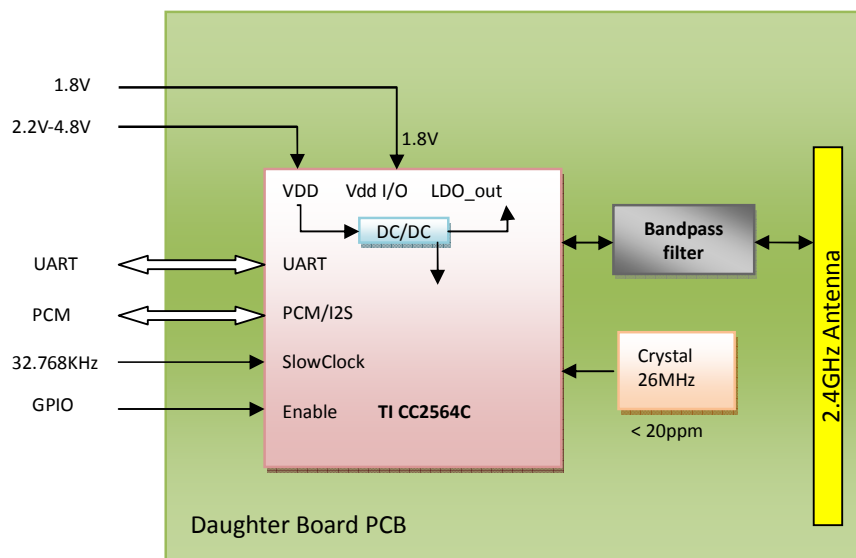 1.8V
2.2V-4.8V
1.8V
VDD
Vdd I/O
LDO_out
DC/DC
UART
UART
PCM
PCM/I2S
32.768KHz
SlowClock
GPIO
Enable
TI CC2564C
Bandpass
filter
Crystal
26MHz
< 20ppm
2.4GHz Antenna
Daughter Board PCB